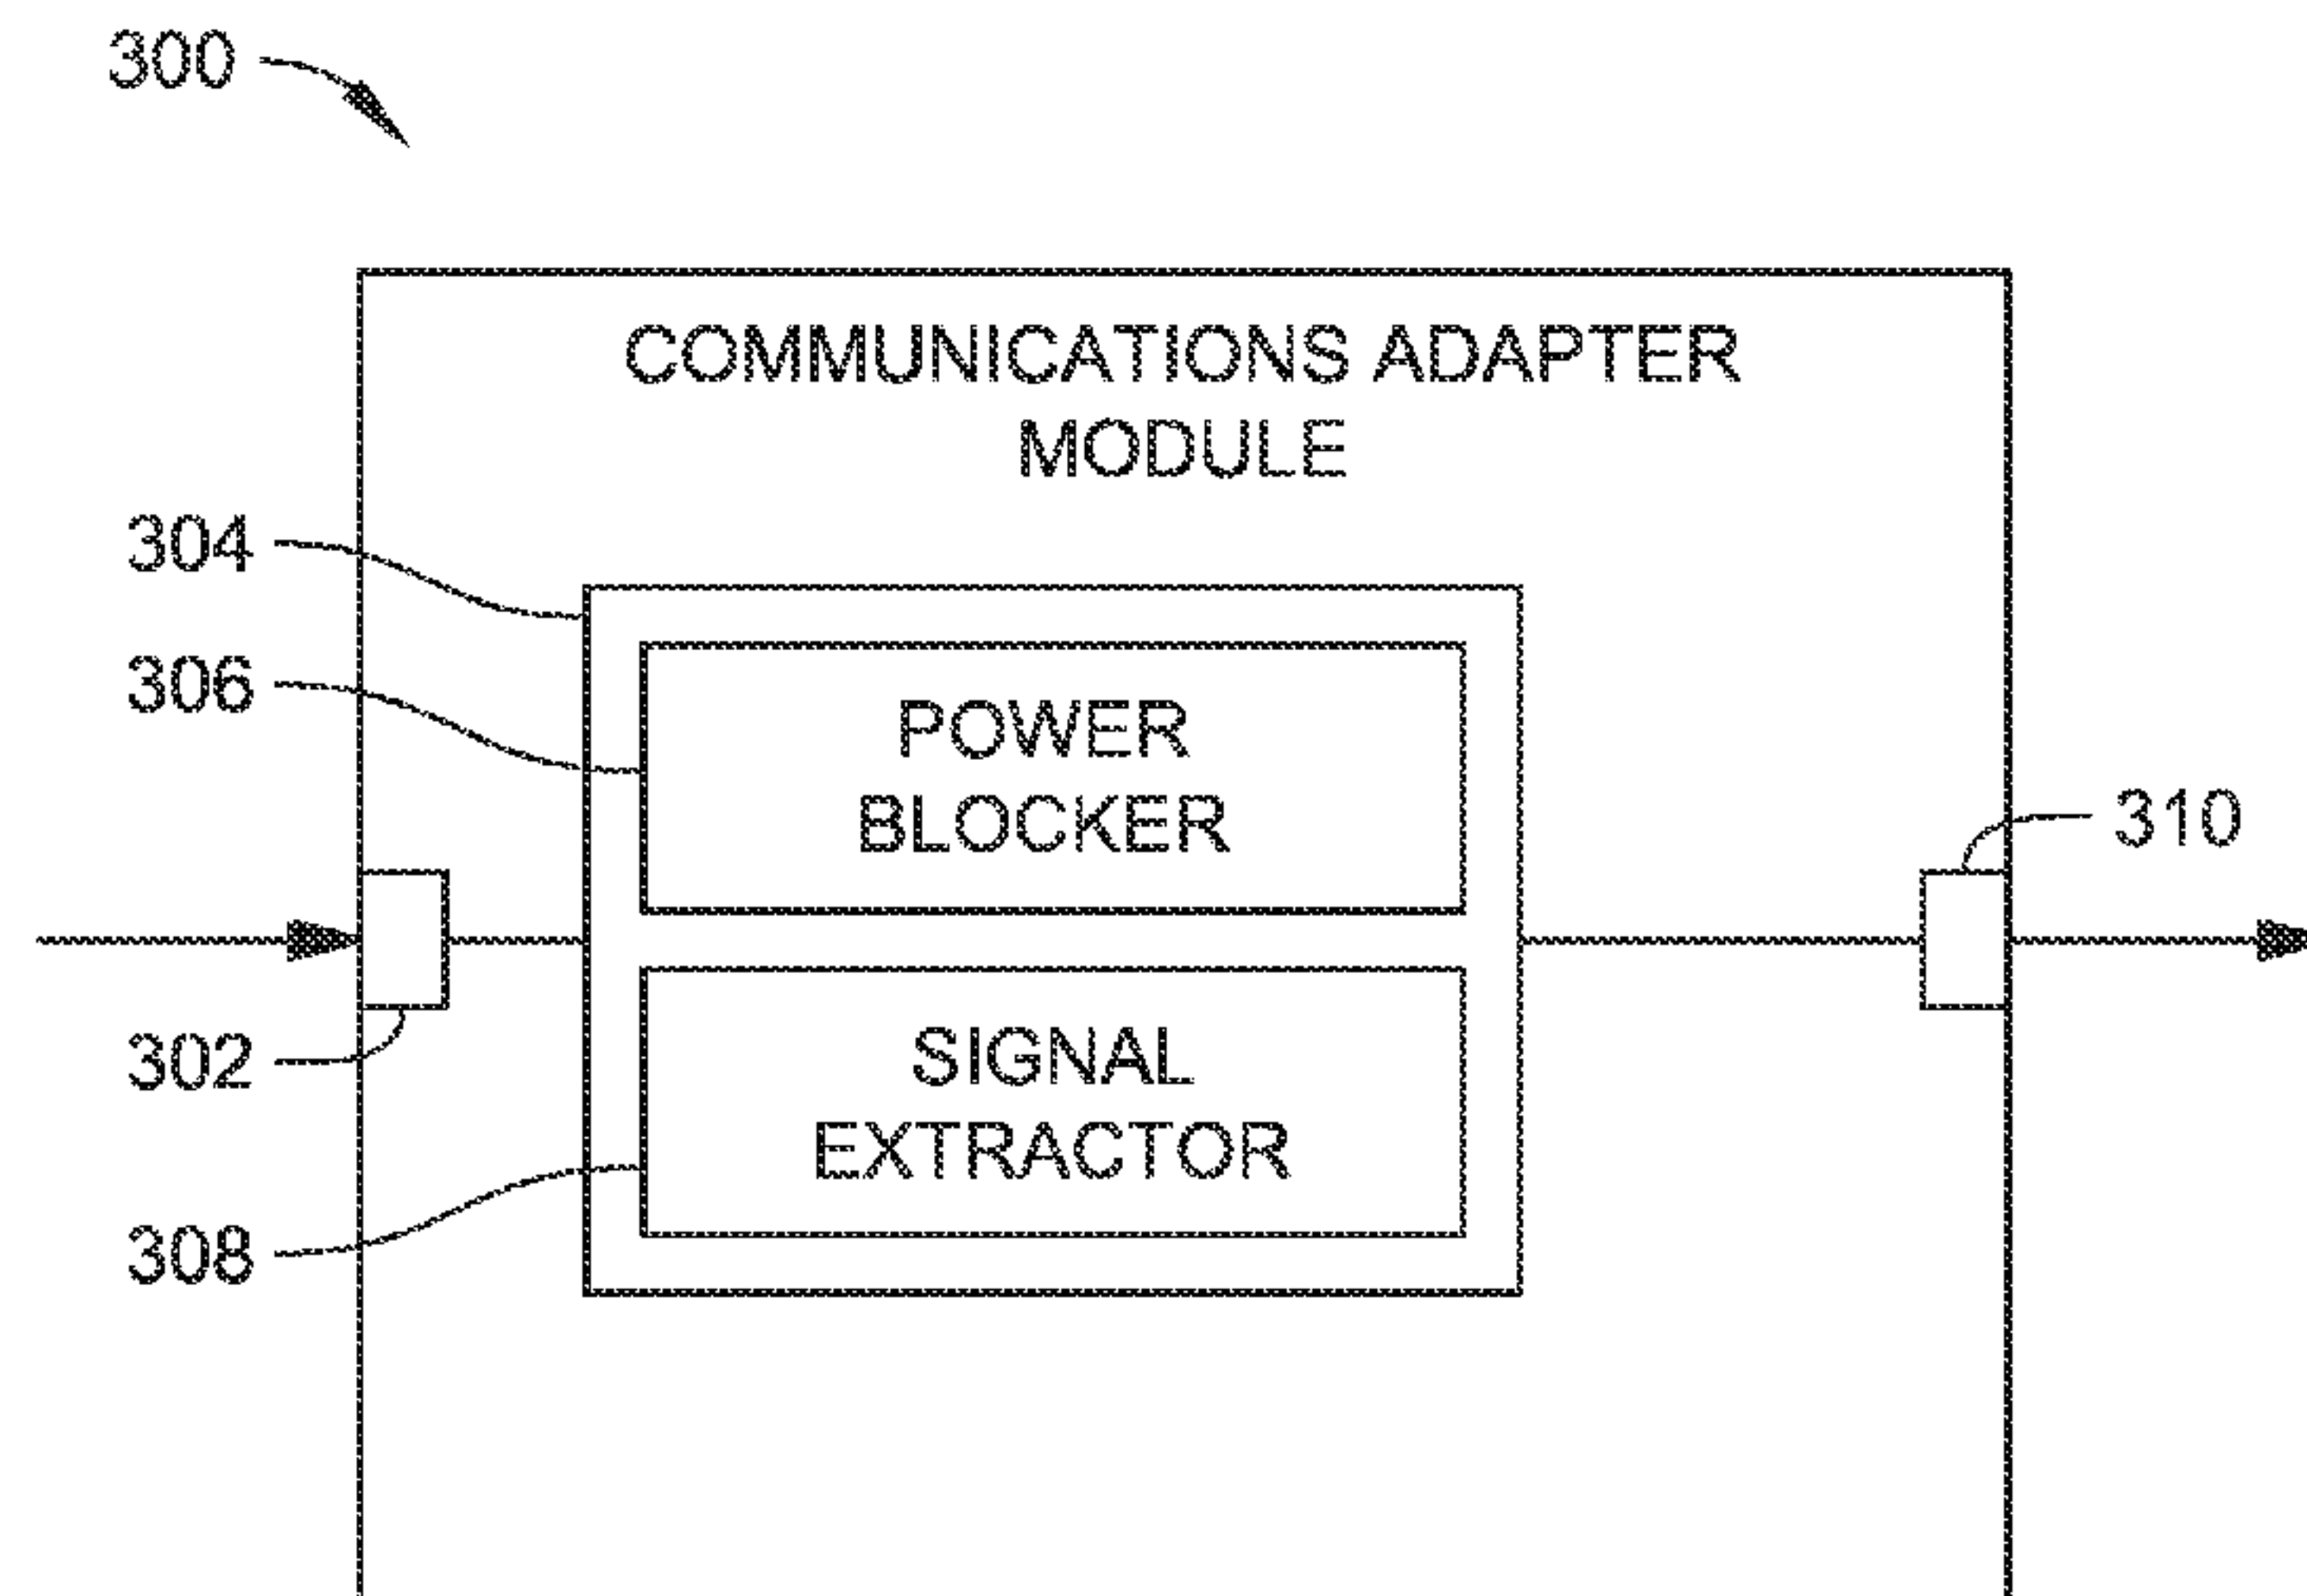 300
COMMUNICATIONS ADAPTER
MODULE
304
306
POWER
BLOCKER
310
302
SIGNAL
EXTRACTOR
308